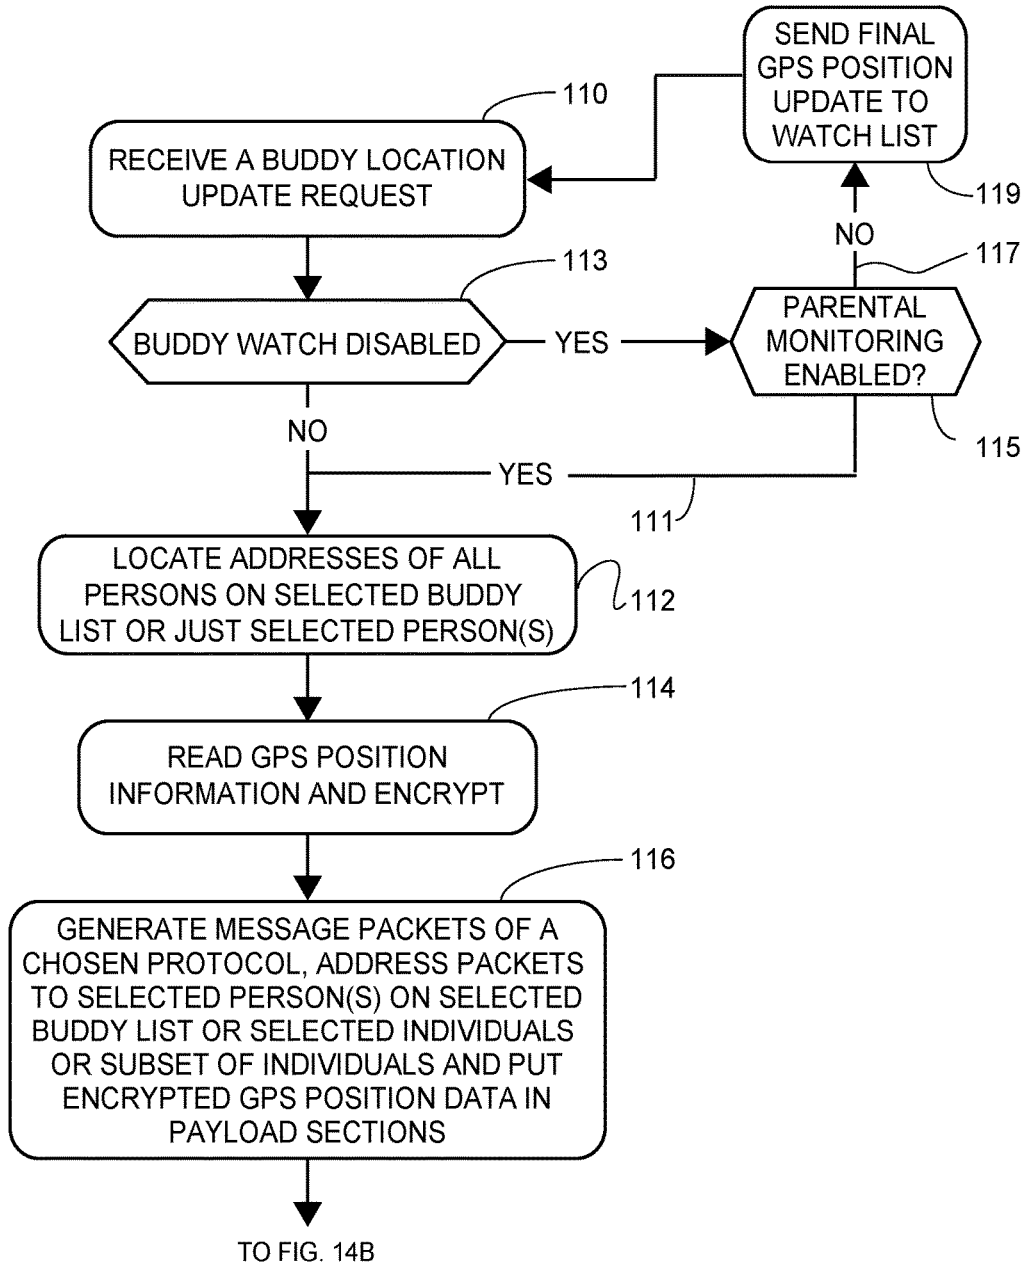 SEND FINAL
GPS POSITION
UPDATE TO
WATCH LIST
119
110
RECEIVE A BUDDY LOCATION
UPDATE REQUEST
NO
117
113
BUDDY WATCH DISABLED
YES
PARENTAL
MONITORING
ENABLED?
115
NO
YES
111
LOCATE ADDRESSES OF ALL
PERSONS ON SELECTED BUDDY
LIST OR JUST SELECTED PERSON(S)
112
114
READ GPS POSITION
INFORMATION AND ENCRYPT
116
GENERATE MESSAGE PACKETS OF A
CHOSEN PROTOCOL, ADDRESS PACKETS
TO SELECTED PERSON(S) ON SELECTED
BUDDY LIST OR SELECTED INDIVIDUALS
OR SUBSET OF INDIVIDUALS AND PUT
ENCRYPTED GPS POSITION DATA IN
PAYLOAD SECTIONS
TO FIG. 14B